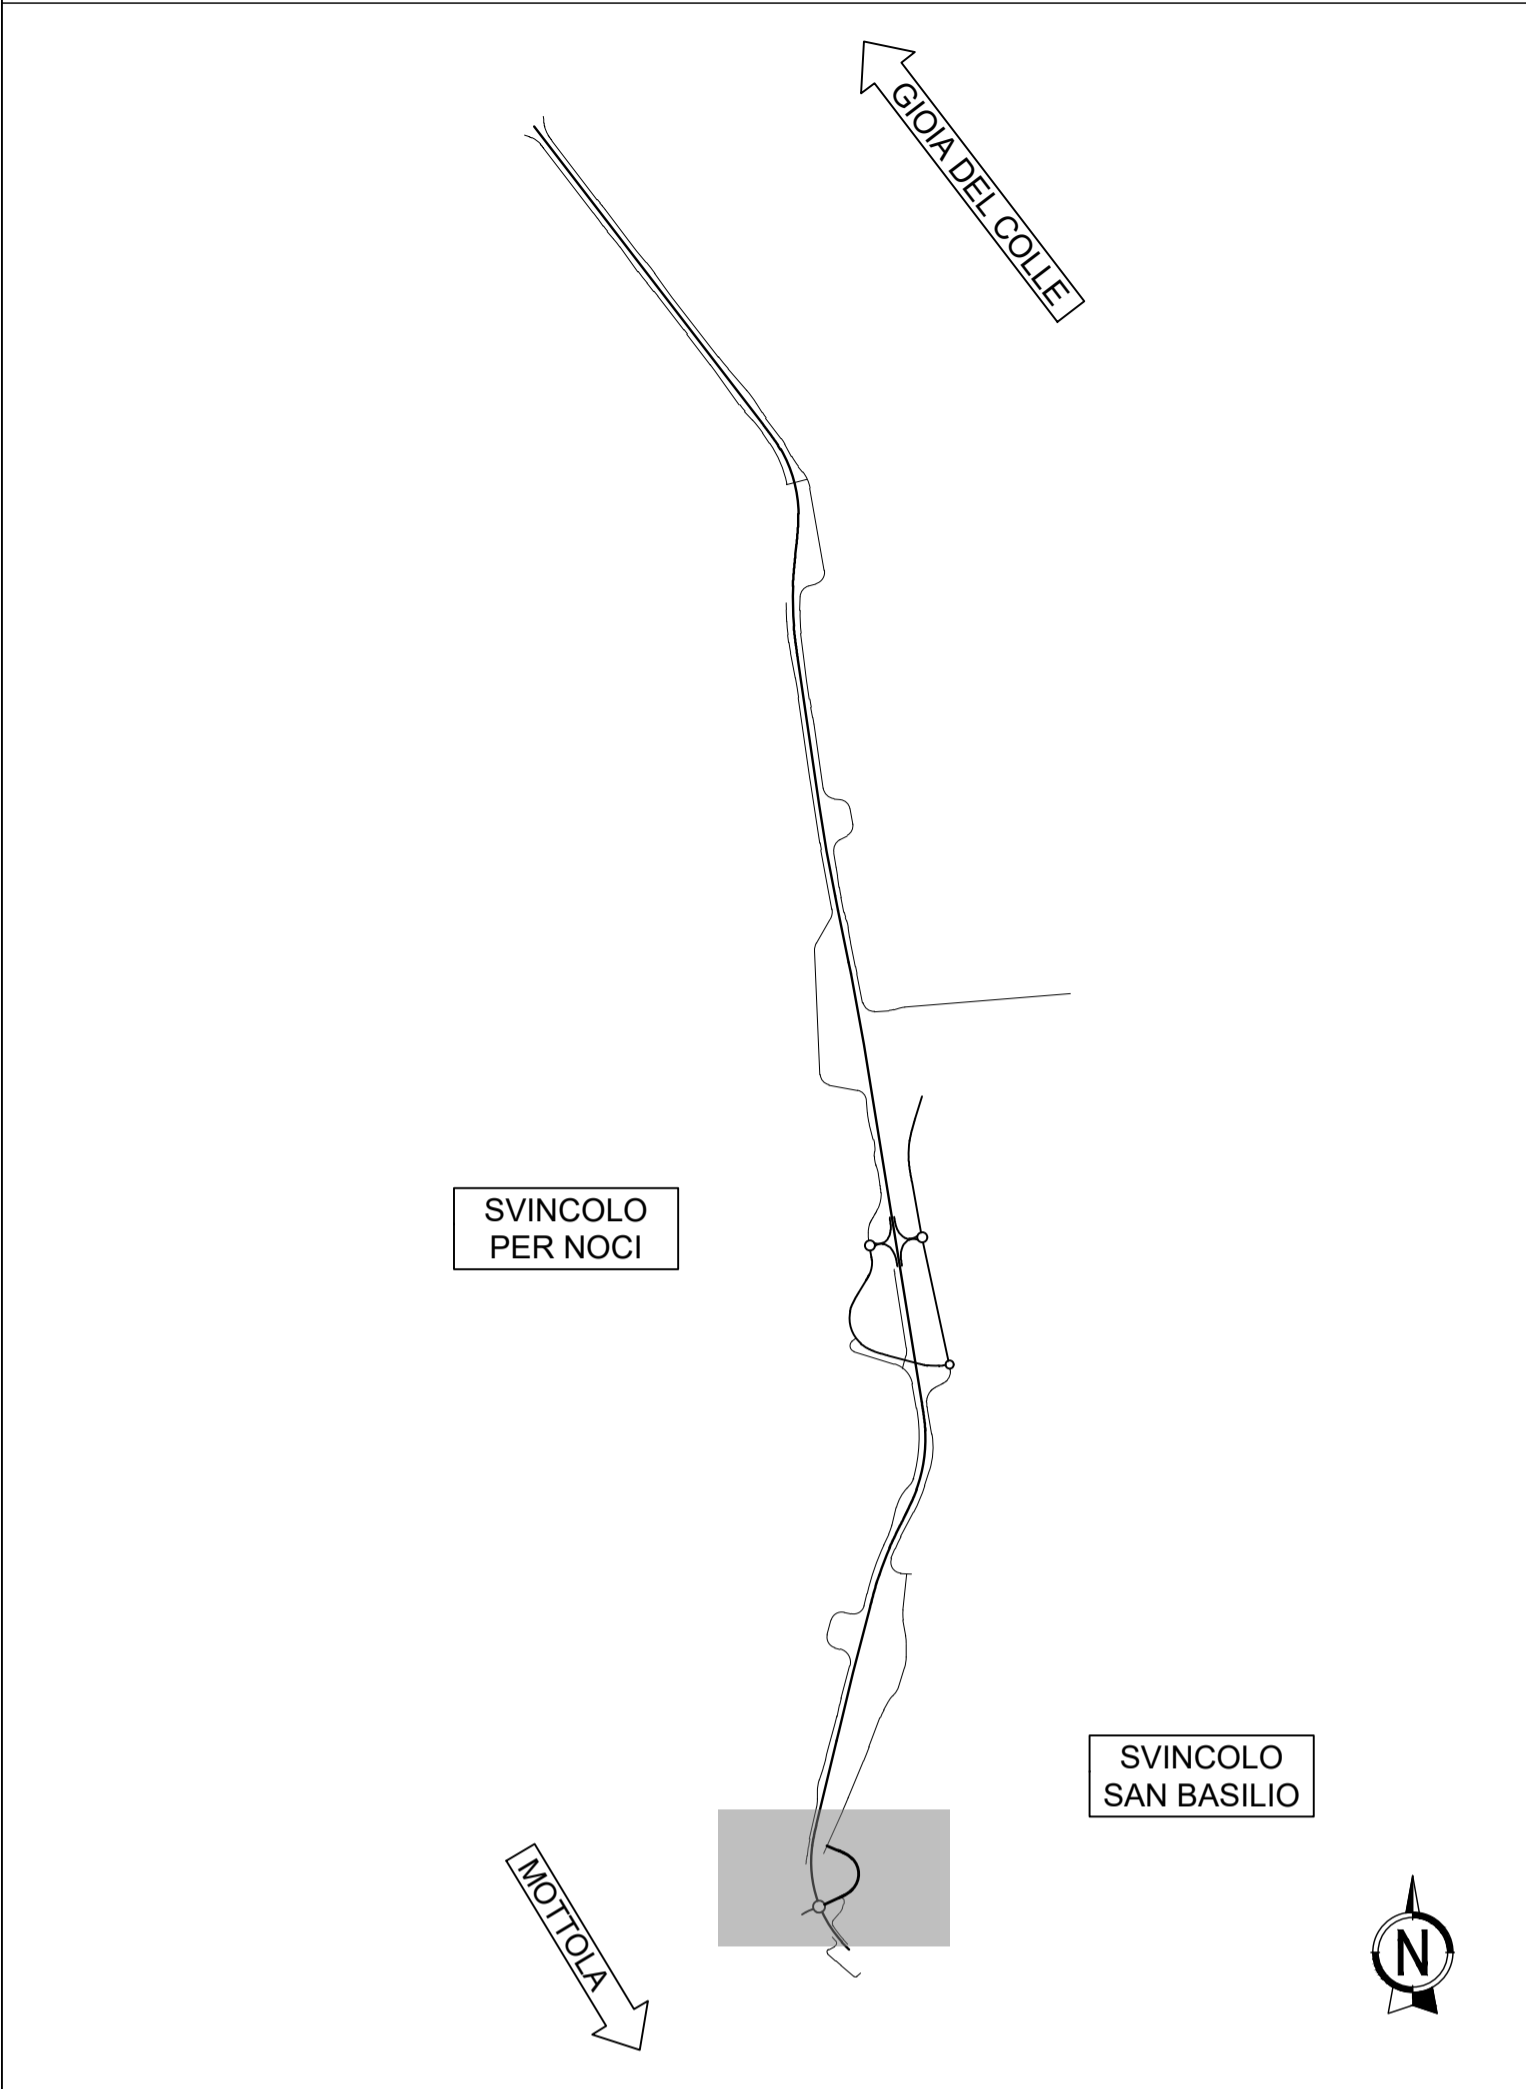 GIOIA DEL COLLE
SVINCOLO
PER NOCI
SVINCOLO
SAN BASILIO
MOTTOLA
N